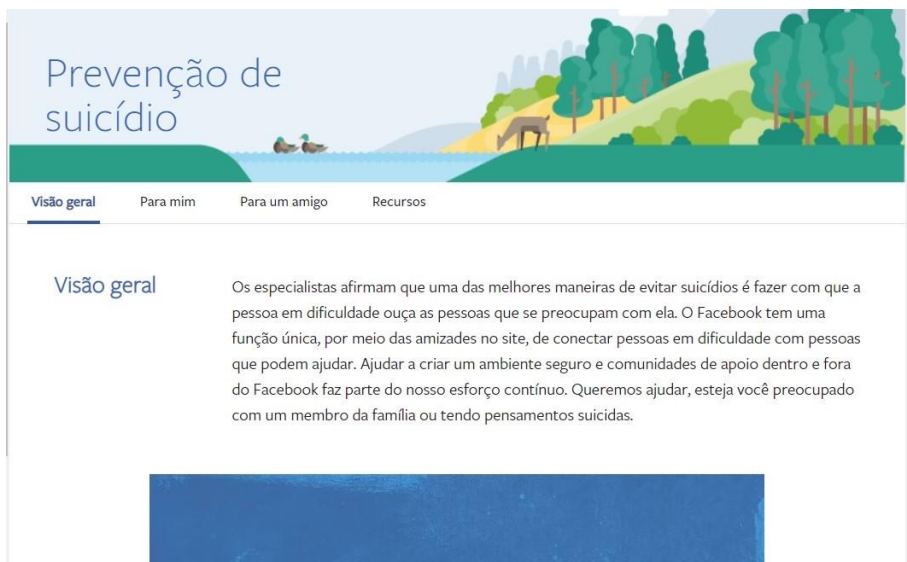 Prevenção de
suicídio
Visão geral Para mim Para um amigo Recursos
Visão geral
Os especialistas afirmam que uma das melhores maneiras de evitar suicídios é fazer com que a
pessoa em dificuldade ouça as pessoas que se preocupam com ela. O Facebook tem uma
função única, por meio das amizades no site, de conectar pessoas em dificuldade com pessoas
que podem ajudar. Ajudar a criar um ambiente seguro e comunidades de apoio dentro e fora
do Facebook faz parte do nosso esforço contínuo. Queremos ajudar, esteja você preocupado
com um membro da família ou tendo pensamentos suicidas.